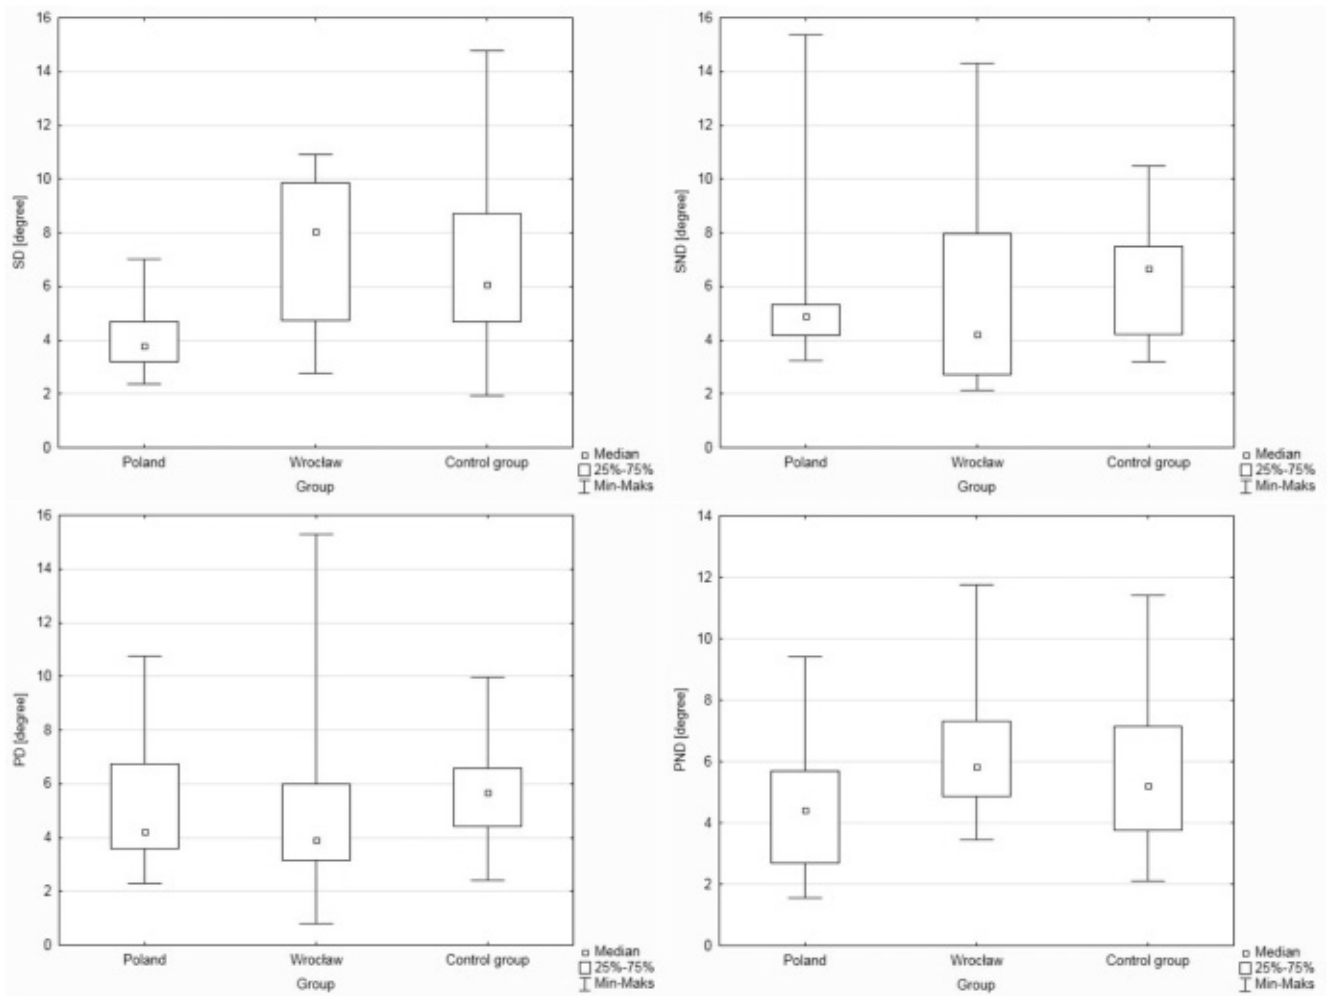 16
14
12
10
8
6
4
2
0
SD [degree]
Poland Wrocław Control group
Group
Median
25%-75%
Min-Maks
16
14
12
10
8
6
4
2
0
SND [degree]
Poland Wrocław Control group
Group
Median
25%-75%
Min-Maks
16
14
12
10
8
6
4
2
0
PD [degree]
Poland Wrocław Control group
Group
Median
25%-75%
Min-Maks
14
12
10
8
6
4
2
0
PND [degree]
Poland Wrocław Control group
Group
Median
25%-75%
Min-Maks